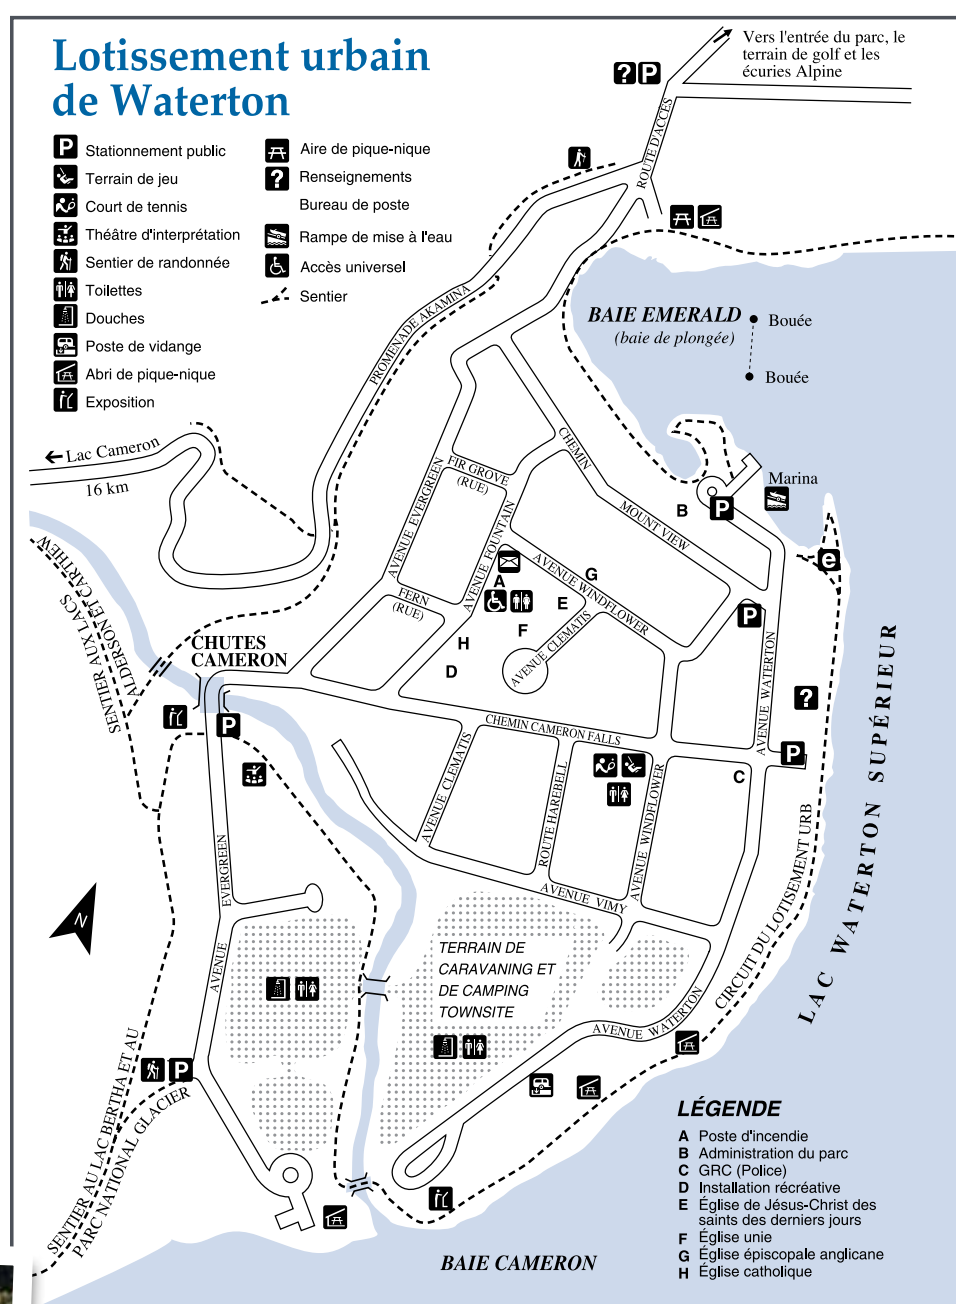 Lotissement urbain
de Waterton
P Stationnement public
Terrain de jeu
Court de tennis
Théâtre d'interprétation
Sentier de randonnée
Toilettes
Douches
Poste de vidange
Abri de pique-nique
Exposition
Aire de pique-nique
? Renseignements
Bureau de poste
Rampe de mise à l'eau
Accès universel
Sentier
Vers l'entrée du parc, le
terrain de golf et les
écuries Alpine
? P
ROUTE D'ACCÈS
PROMENADE AKAMINA
BAIE EMERALD
(baie de plongée)
Bouée
Bouée
Lac Cameron
16 km
CHEMIN
MOUNT VIEW
FIR GROVE
(RUE)
AVENUE EVERGREEN
AVENUE FOUNTAIN
Marina
B
P
e
G
A
AVENUE WINDFLOWER
E
F
FERN
(RUE)
H
D
AVENUE CLEMATIS
P
AVENUE WATERTON
?
SENTIER AUX LACS
ALDERSON ET CARTHEW
CHUTES
CAMERON
P
CHEMIN CAMERON FALLS
P
C
AVENUE CLEMATIS
ROUTE HAREBELL
AVENUE WINDFLOWER
AVENUE VIMY
LAC WATERTON SUPÉRIEUR
CIRCUIT DU LOTISEMENT URB
AVENUE EVERGREEN
N
TERRAIN DE
CARAVANING ET
DE CAMPING
TOWNSITE
AVENUE WATERTON
P
SENTIER AU LAC BERTHA ET AU
PARC NATIONAL GLACIER
BAIE CAMERON
LÉGENDE
A Poste d'incendie
B Administration du parc
C GRC (Police)
D Installation récréative
E Église de Jésus-Christ des
saints des derniers jours
F Église unie
G Église épiscopale anglicane
H Église catholique